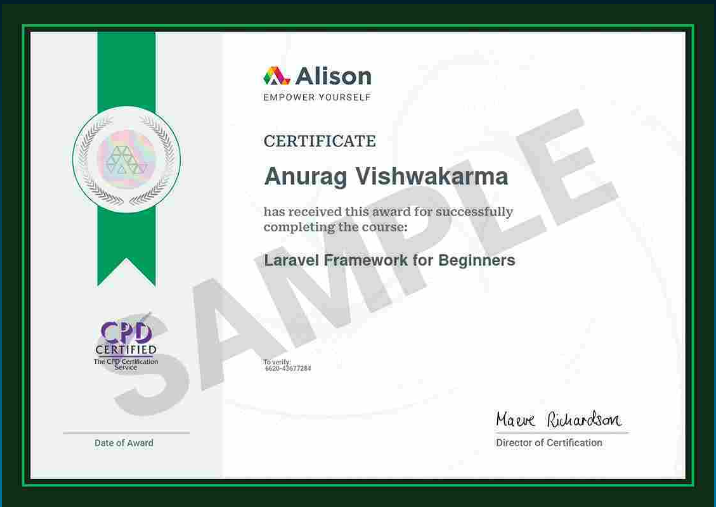 Alison
EMPOWER YOURSELF
CERTIFICATE
Anurag Vishwakarma
has received this award for successfully
completing the course:
Laravel Framework for Beginners
SAMPLE
CPD
CERTIFIED
The CPD Certification
Service
To verify:
6620-43677284
Date of Award
Maeve Richardson
Director of Certification